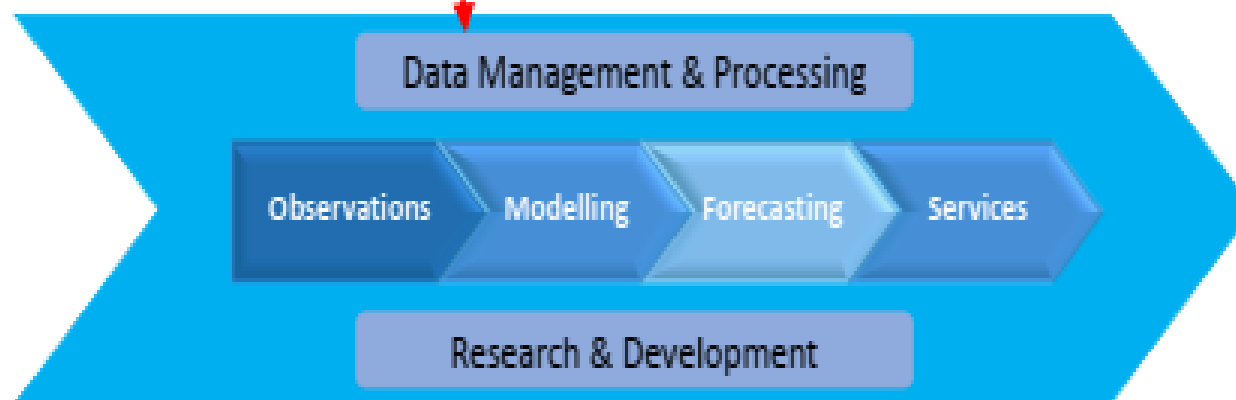 Data Management & Processing
Observations Modelling Forecasting Services
Research & Development